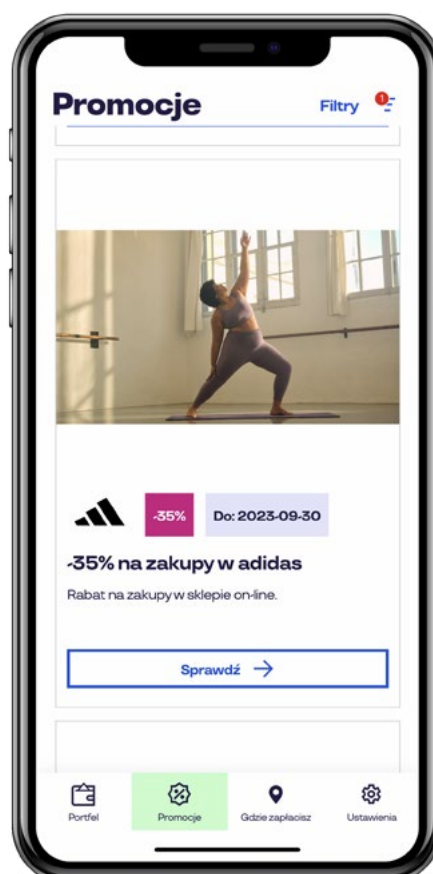 Promocje
Filtry
1
-35%
Do: 2023-09-30
-35% na zakupy w adidas
Rabat na zakupy w sklepie on-line.
Sprawdź
Portfel
Promocje
Gdzie zapłacisz
Ustawienia